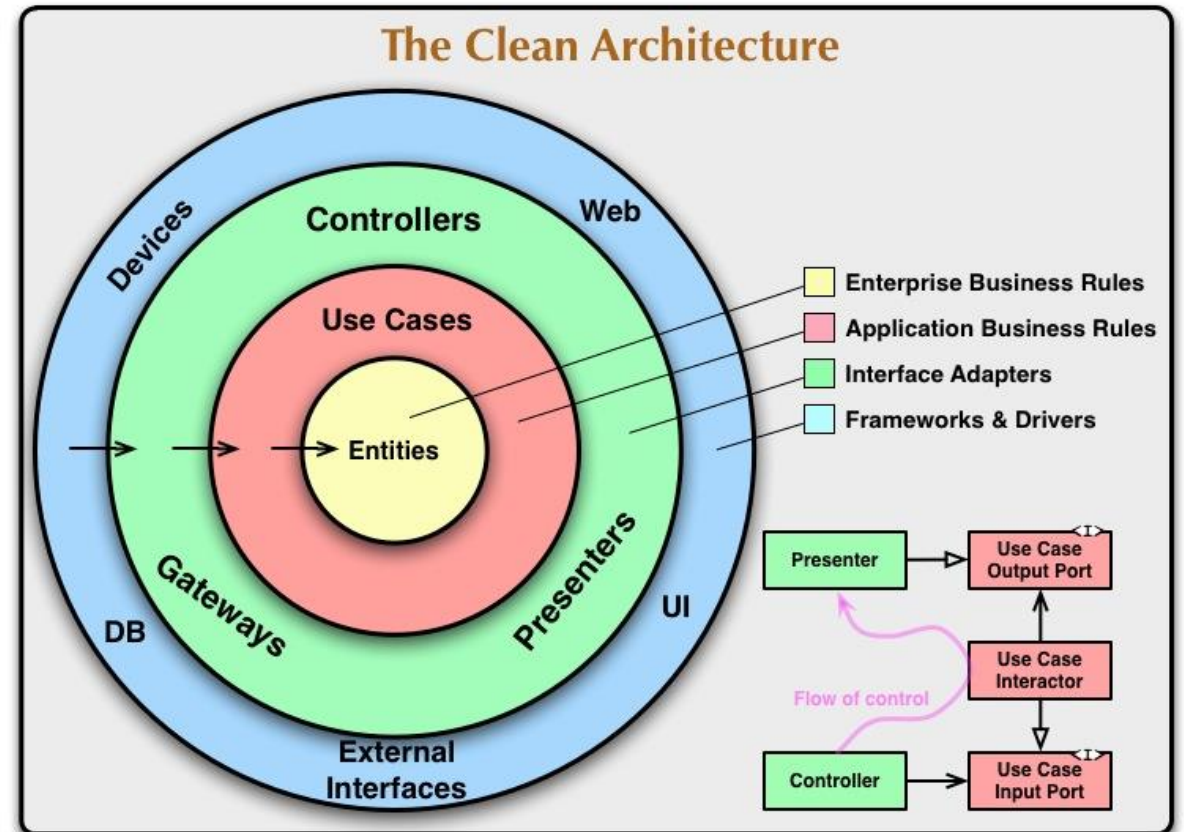 The Clean Architecture
Devices
Web
Controllers
Use Cases
Entities
Gateways
Presenters
DB
UI
External
Interfaces
Enterprise Business Rules
Application Business Rules
Interface Adapters
Frameworks & Drivers
Presenter
<I>
Use Case
Output Port
Use Case
Interactor
Flow of control
Controller
<I>
Use Case
Input Port